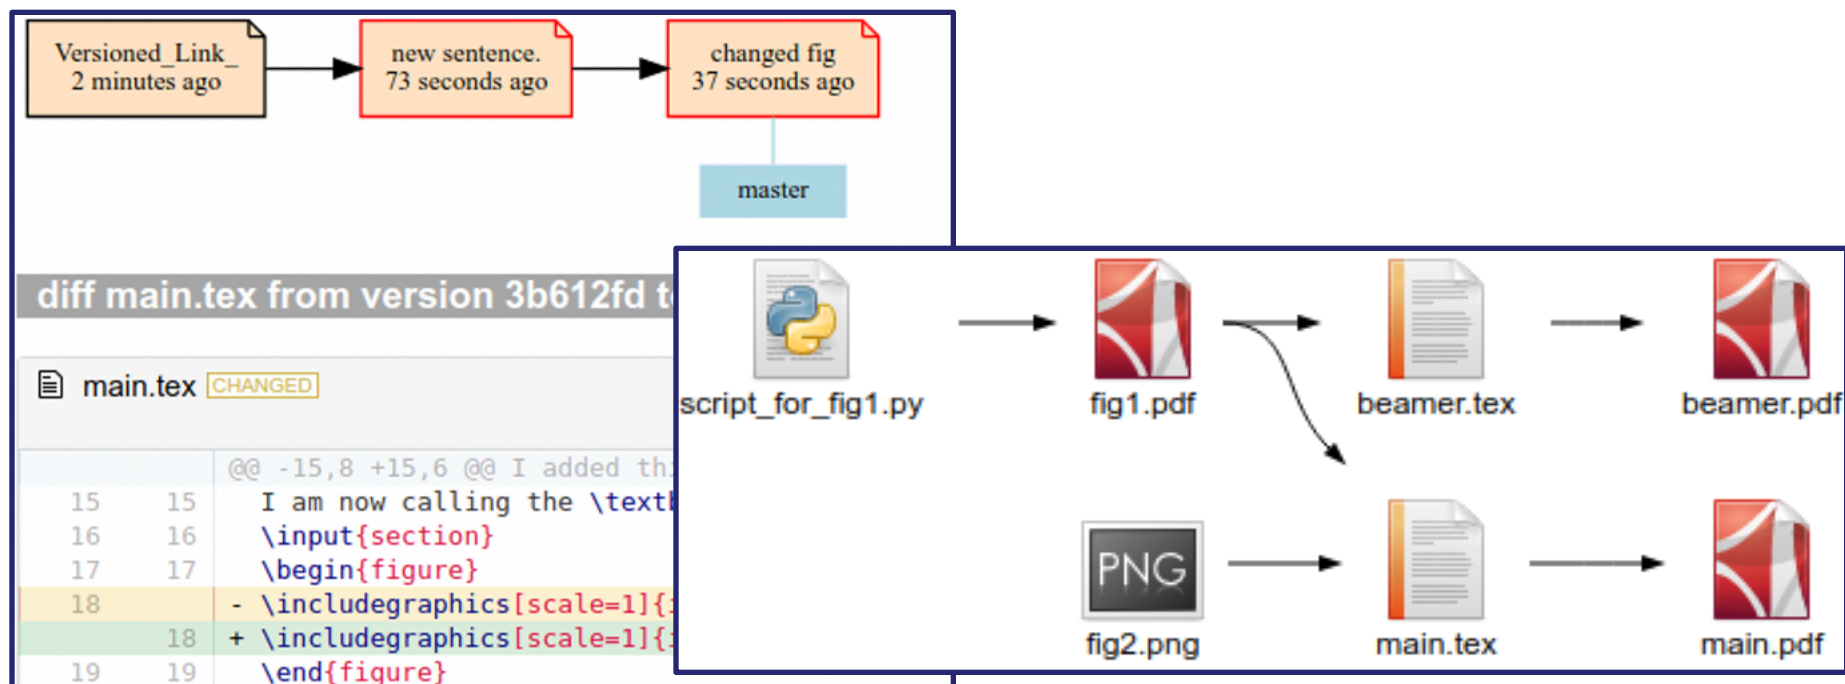 Versioned_Link_
2 minutes ago
new sentence.
73 seconds ago
changed fig
37 seconds ago
master
diff main.tex from version 3b612fd
main.tex CHANGED
@@ -15,8 +15,6 @@ I added
15 15 I am now calling the
16 16 \input{section}
17 17 \begin{figure}
18 - \includegraphics[scale=1]{
18 + \includegraphics[scale=1]{
19 19 \end{figure}
script_for_fig1.py
fig1.pdf
beamer.tex
beamer.pdf
PNG
fig2.png
main.tex
main.pdf